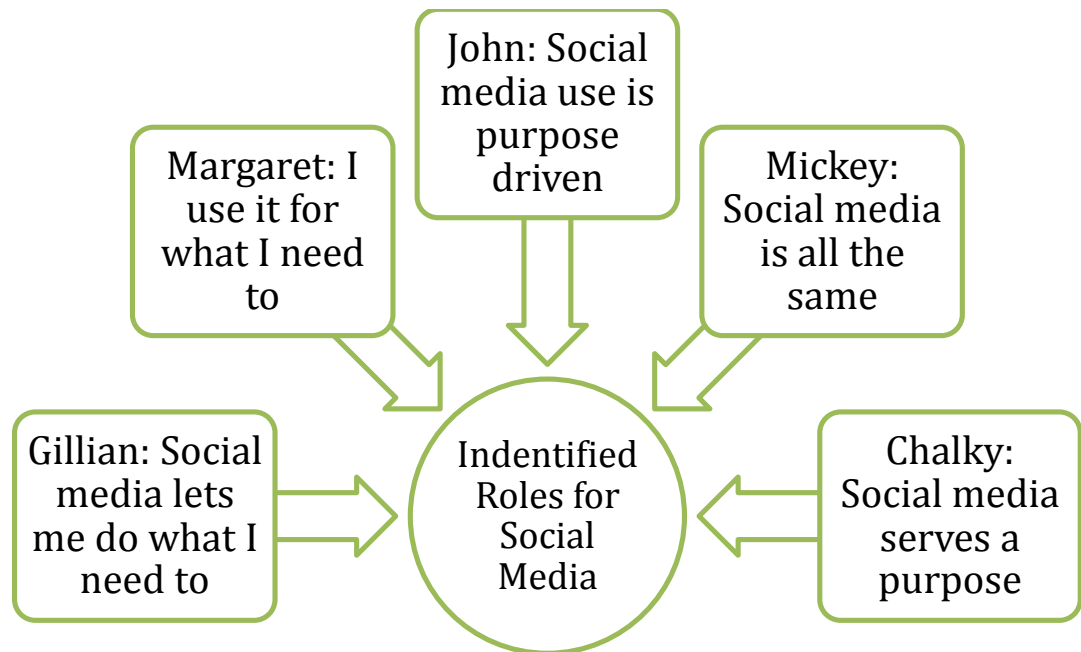 John: Social
media use is
purpose
driven
Margaret: I
use it for
what I need
to
Mickey:
Social media
is all the
same
Gillian: Social
media lets
me do what I
need to
Indentified
Roles for
Social
Media
Chalky:
Social media
serves a
purpose